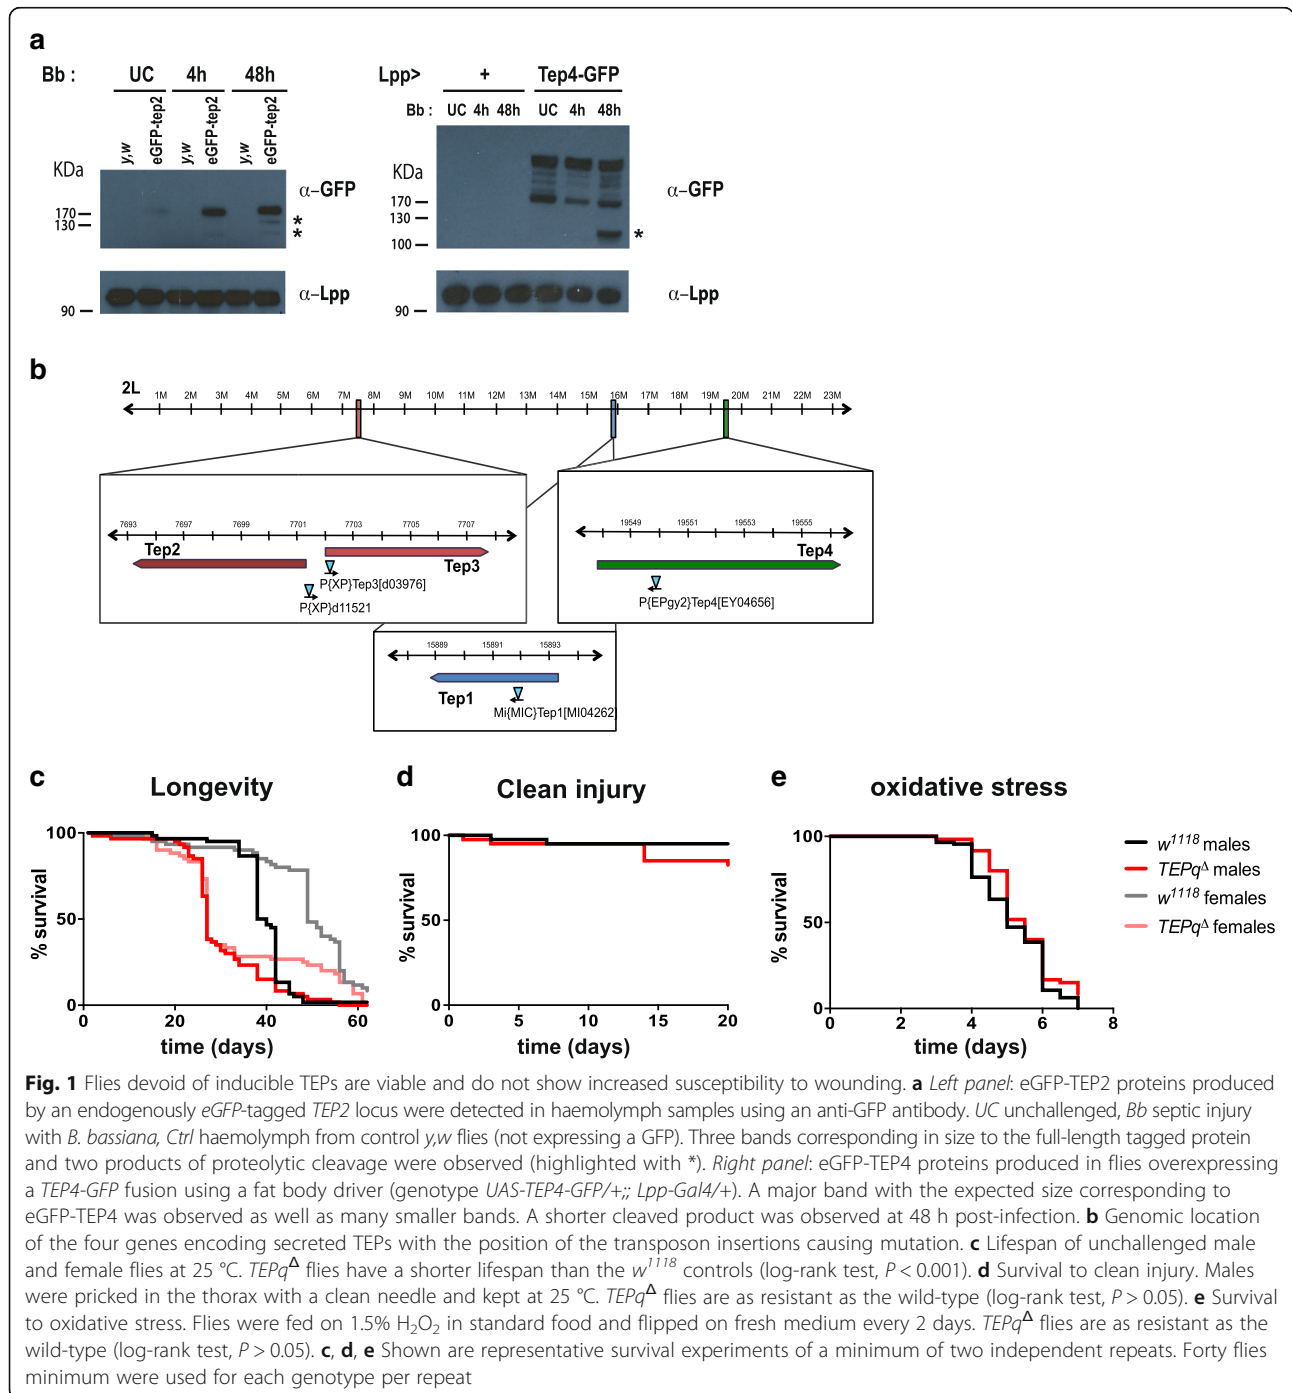 a
Bb : UC 4h 48h
y,w eGFP-tep2 y,w eGFP-tep2 y,w eGFP-tep2
KDa
170
130
α–GFP
*
*
90
α–Lpp
Lpp> + Tep4-GFP
Bb : UC 4h 48h UC 4h 48h
KDa
170
130
100
α–GFP
*
90
α–Lpp
b
2L 1M 2M 3M 4M 5M 6M 7M 8M 9M 10M 11M 12M 13M 14M 15M 16M 17M 18M 19M 20M 21M 22M 23M
7693 7697 7699 7701 7703 7705 7707
Tep2
Tep3
P{XP}Tep3[d03976]
P{XP}d11521
19549 19551 19553 19555
Tep4
P{EPgy2}Tep4[EY04656]
15889 15891 15893
Tep1
Mi{MIC}Tep1[MI04262]
c Longevity
% survival
100
50
0
0 20 40 60
time (days)
d Clean injury
% survival
100
50
0
0 5 10 15 20
time (days)
e oxidative stress
% survival
100
50
0
0 2 4 6 8
time (days)
w1118 males
TEPqΔ males
w1118 females
TEPqΔ females
Fig. 1 Flies devoid of inducible TEPs are viable and do not show increased susceptibility to wounding. a Left panel: eGFP-TEP2 proteins produced
by an endogenously eGFP-tagged TEP2 locus were detected in haemolymph samples using an anti-GFP antibody. UC unchallenged, Bb septic injury
with B. bassiana, Ctrl haemolymph from control y,w flies (not expressing a GFP). Three bands corresponding in size to the full-length tagged protein
and two products of proteolytic cleavage were observed (highlighted with *). Right panel: eGFP-TEP4 proteins produced in flies overexpressing
a TEP4-GFP fusion using a fat body driver (genotype UAS-TEP4-GFP/+;; Lpp-Gal4/+). A major band with the expected size corresponding to
eGFP-TEP4 was observed as well as many smaller bands. A shorter cleaved product was observed at 48 h post-infection. b Genomic location
of the four genes encoding secreted TEPs with the position of the transposon insertions causing mutation. c Lifespan of unchallenged male
and female flies at 25 °C. TEPqΔ flies have a shorter lifespan than the w1118 controls (log-rank test, P < 0.001). d Survival to clean injury. Males
were pricked in the thorax with a clean needle and kept at 25 °C. TEPqΔ flies are as resistant as the wild-type (log-rank test, P > 0.05). e Survival
to oxidative stress. Flies were fed on 1.5% H2O2 in standard food and flipped on fresh medium every 2 days. TEPqΔ flies are as resistant as the
wild-type (log-rank test, P > 0.05). c, d, e Shown are representative survival experiments of a minimum of two independent repeats. Forty flies
minimum were used for each genotype per repeat